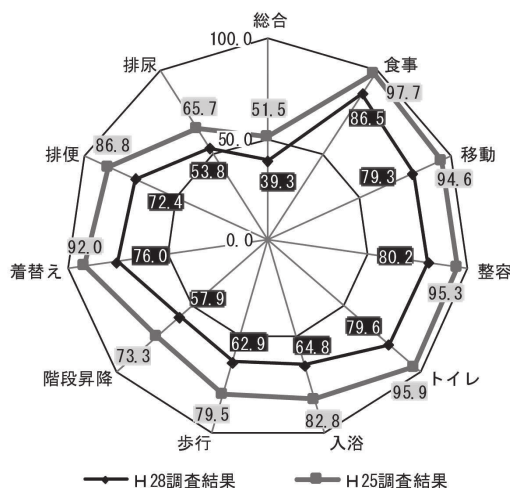 総合
100.0
食事
排尿
65.7
51.5
97.7
86.5
移動
86.8
排便
50.0
53.8
39.3
79.3
94.6
72.4
92.0
着替え
76.0
0.0
80.2
整容
95.3
57.9
79.6
73.3
階段昇降
62.9
64.8
トイレ
95.9
79.5
歩行
82.8
入浴
H28調査結果
H25調査結果